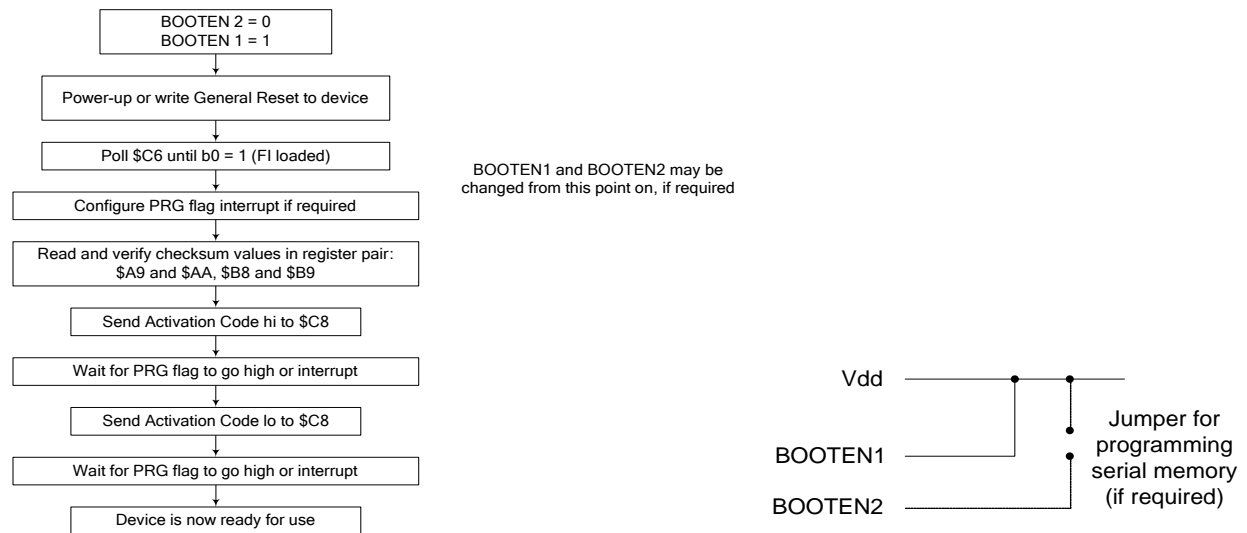 BOOTEN 2 = 0
BOOTEN 1 = 1
Power-up or write General Reset to device
Poll $C6 until b0 = 1 (FI loaded)
BOOTEN1 and BOOTEN2 may be
changed from this point on, if required
Configure PRG flag interrupt if required
Read and verify checksum values in register pair:
$A9 and $AA, $B8 and $B9
Send Activation Code hi to $C8
Wait for PRG flag to go high or interrupt
Send Activation Code lo to $C8
Wait for PRG flag to go high or interrupt
Device is now ready for use
Vdd
BOOTEN1
BOOTEN2
Jumper for
programming
serial memory
(if required)